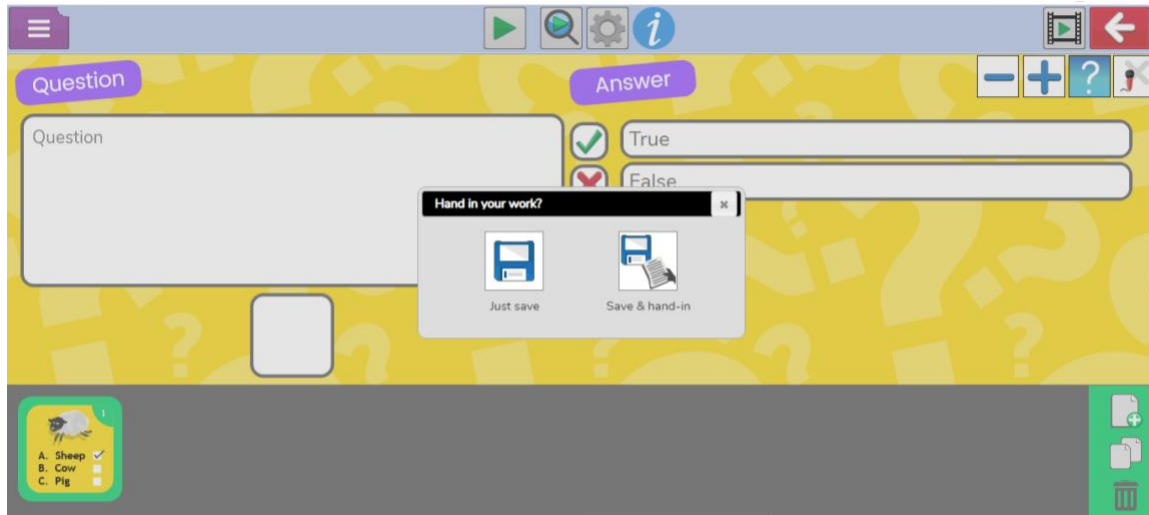 Question
Answer
Question
True
False
Hand in your work?
Just save
Save & hand-in
1
A. Sheep
B. Cow
C. Pig